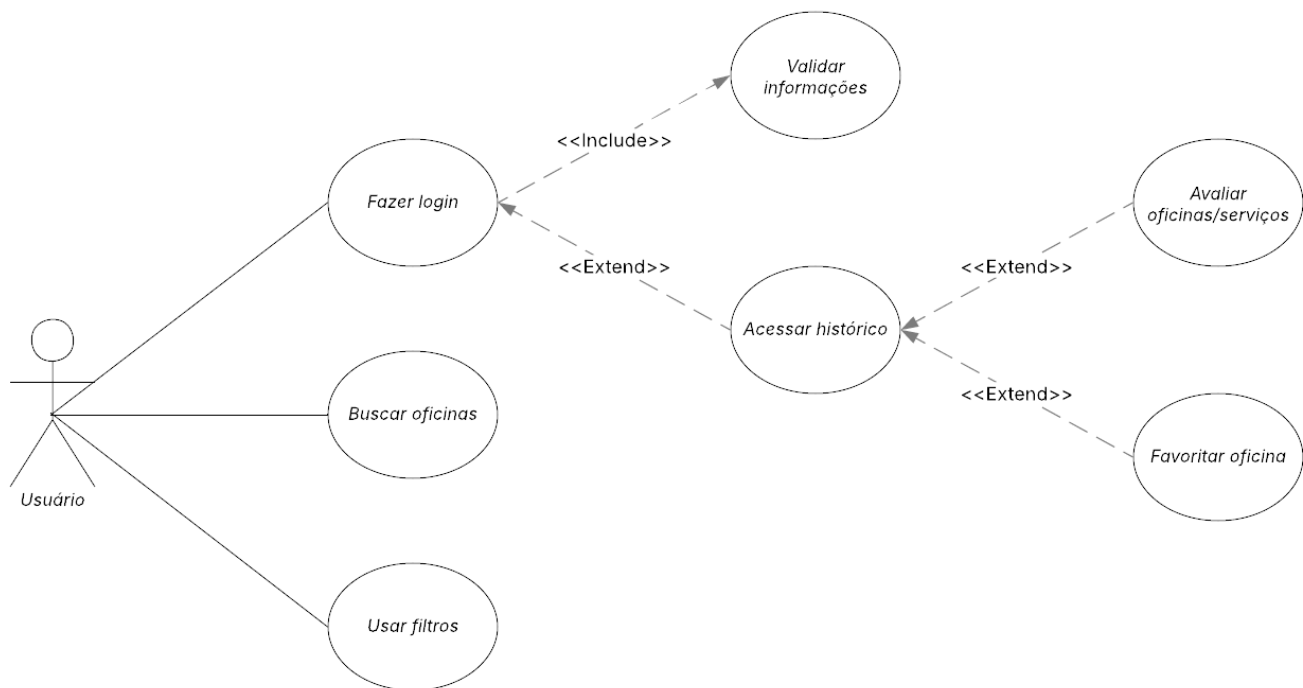 Validar
informações
<<Include>>
Fazer login
Avaliar
oficinas/serviços
<<Extend>>
<<Extend>>
Acessar histórico
<<Extend>>
Buscar oficinas
Favoritar oficina
Usuário
Usar filtros